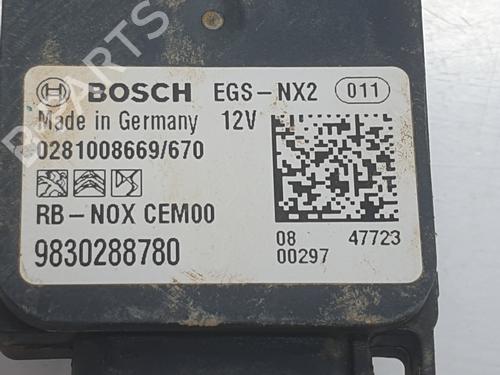 BOSCH EGS-NX2 011
Made in Germany 12V
0281008669/670
RB-NOX CEM00
9830288780
08 47723
00297